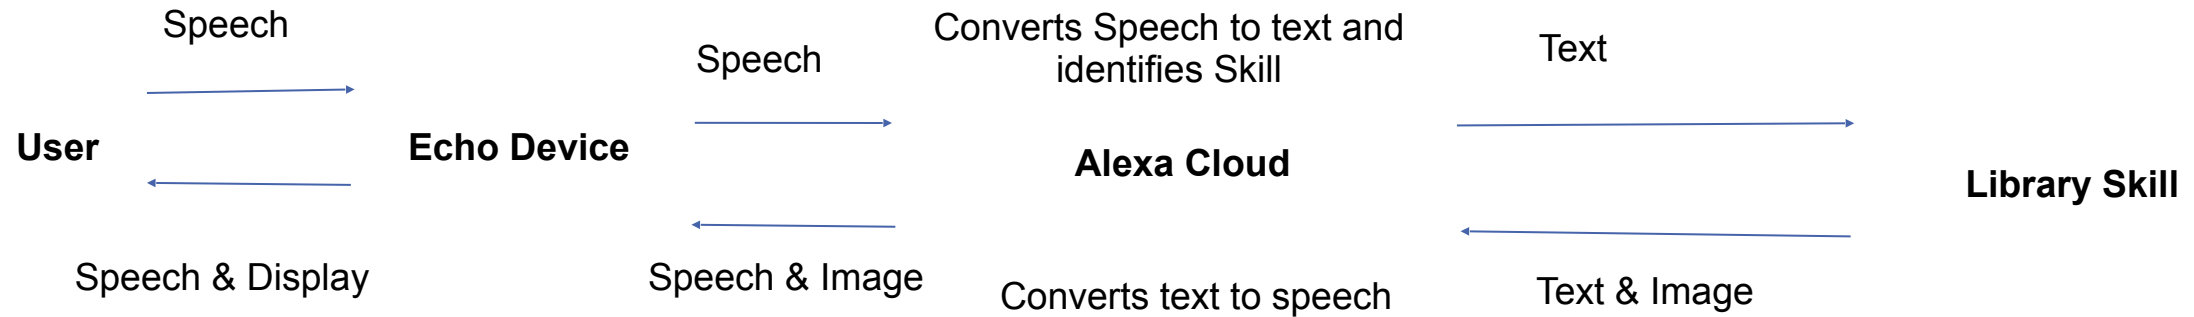 Speech
Speech
Converts Speech to text and
identifies Skill
Text
User
Echo Device
Alexa Cloud
Library Skill
Speech & Display
Speech & Image
Converts text to speech
Text & Image